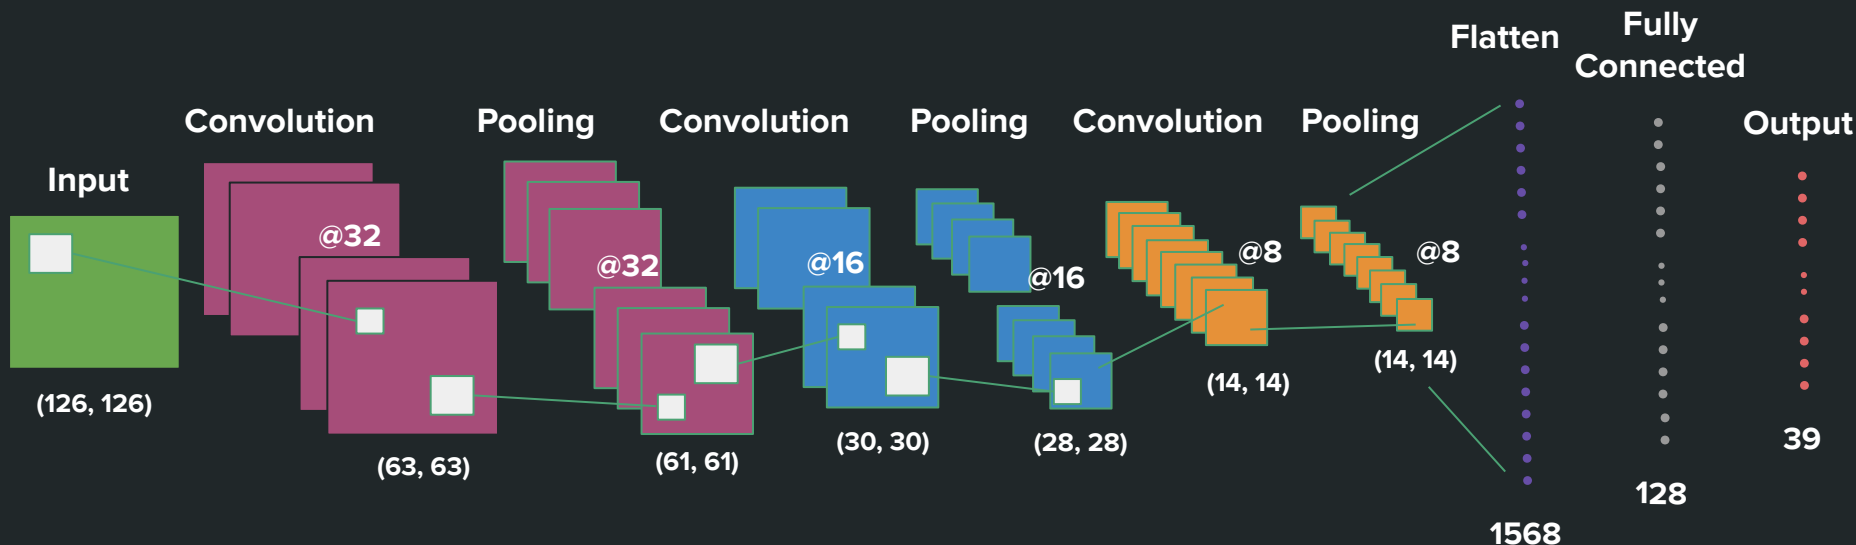 Input
(126, 126)
Convolution
@32
(63, 63)
Pooling
@32
(61, 61)
Convolution
@16
(30, 30)
Pooling
@16
(28, 28)
Convolution
@8
(14, 14)
Pooling
@8
(14, 14)
Flatten
1568
Fully
Connected
128
Output
39